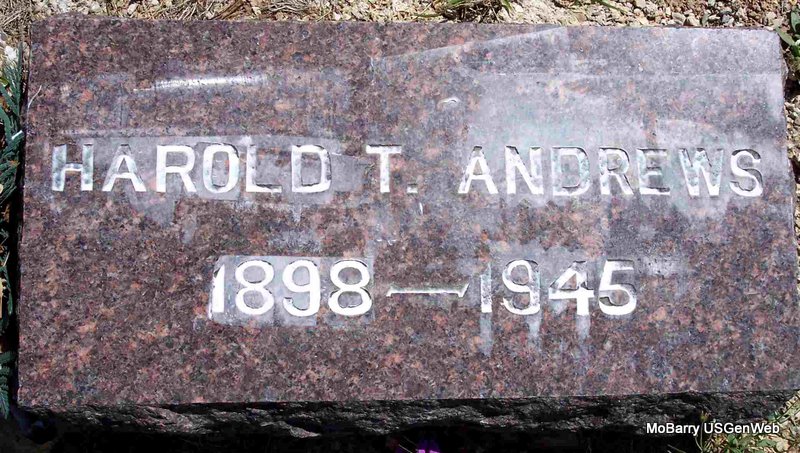 HAROLD T. ANDREWS
1898 — 1945
MoBarry USGenWeb